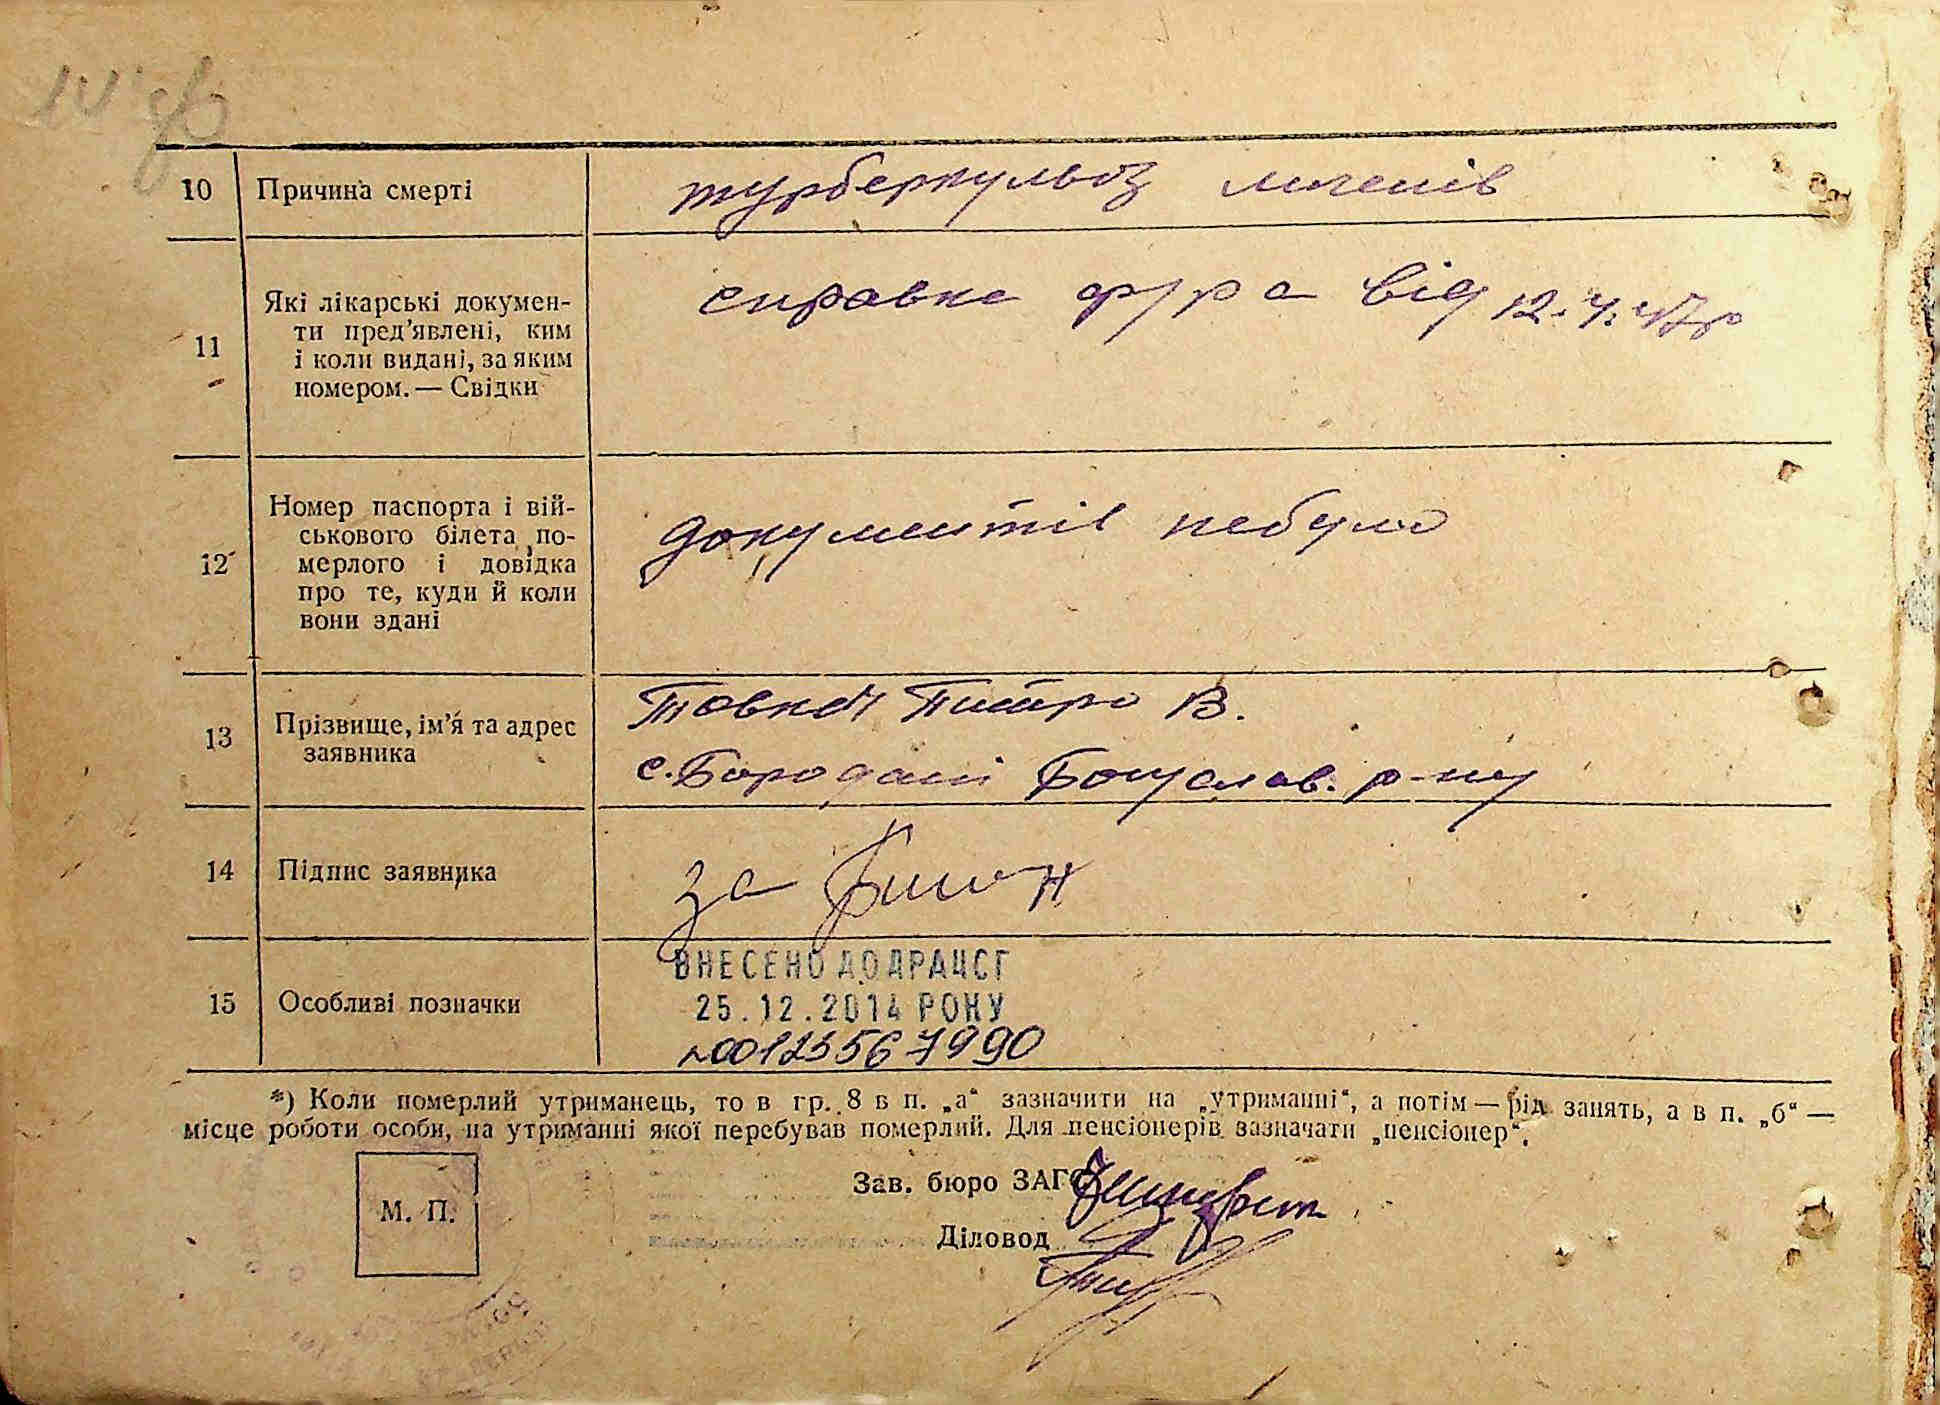 10 Причина смерті турберкульоз легенів
11 Які лікарські докумен-
ти пред’явлені, ким
і коли видані, за яким
номером. — Свідки
справка ф/ра від 12.4.47р
12 Номер паспорта і вій-
ськового білета по-
мерлого і довідка
про те, куди й коли
вони здані
документів небуло
13 Прізвище, ім’я та адрес
заявника
Товкач Питро В.
с. Бородані Богуслав. р-ну
14 Підпис заявника за
15 Особливі позначки
ВНЕСЕНО ДО ДРАЦСГ
25.12.2014 РОКУ
№00125567990
*) Коли померлий утриманець, то в гр. 8 в п. „а“ зазначити на „утриманні“, а потім — рід занять, а в п. „б“ —
місце роботи особи, на утриманні якої перебував померлий. Для пенсіонерів зазначати „пенсіонер“.
М. П.
Зав. бюро ЗАГС
Діловод